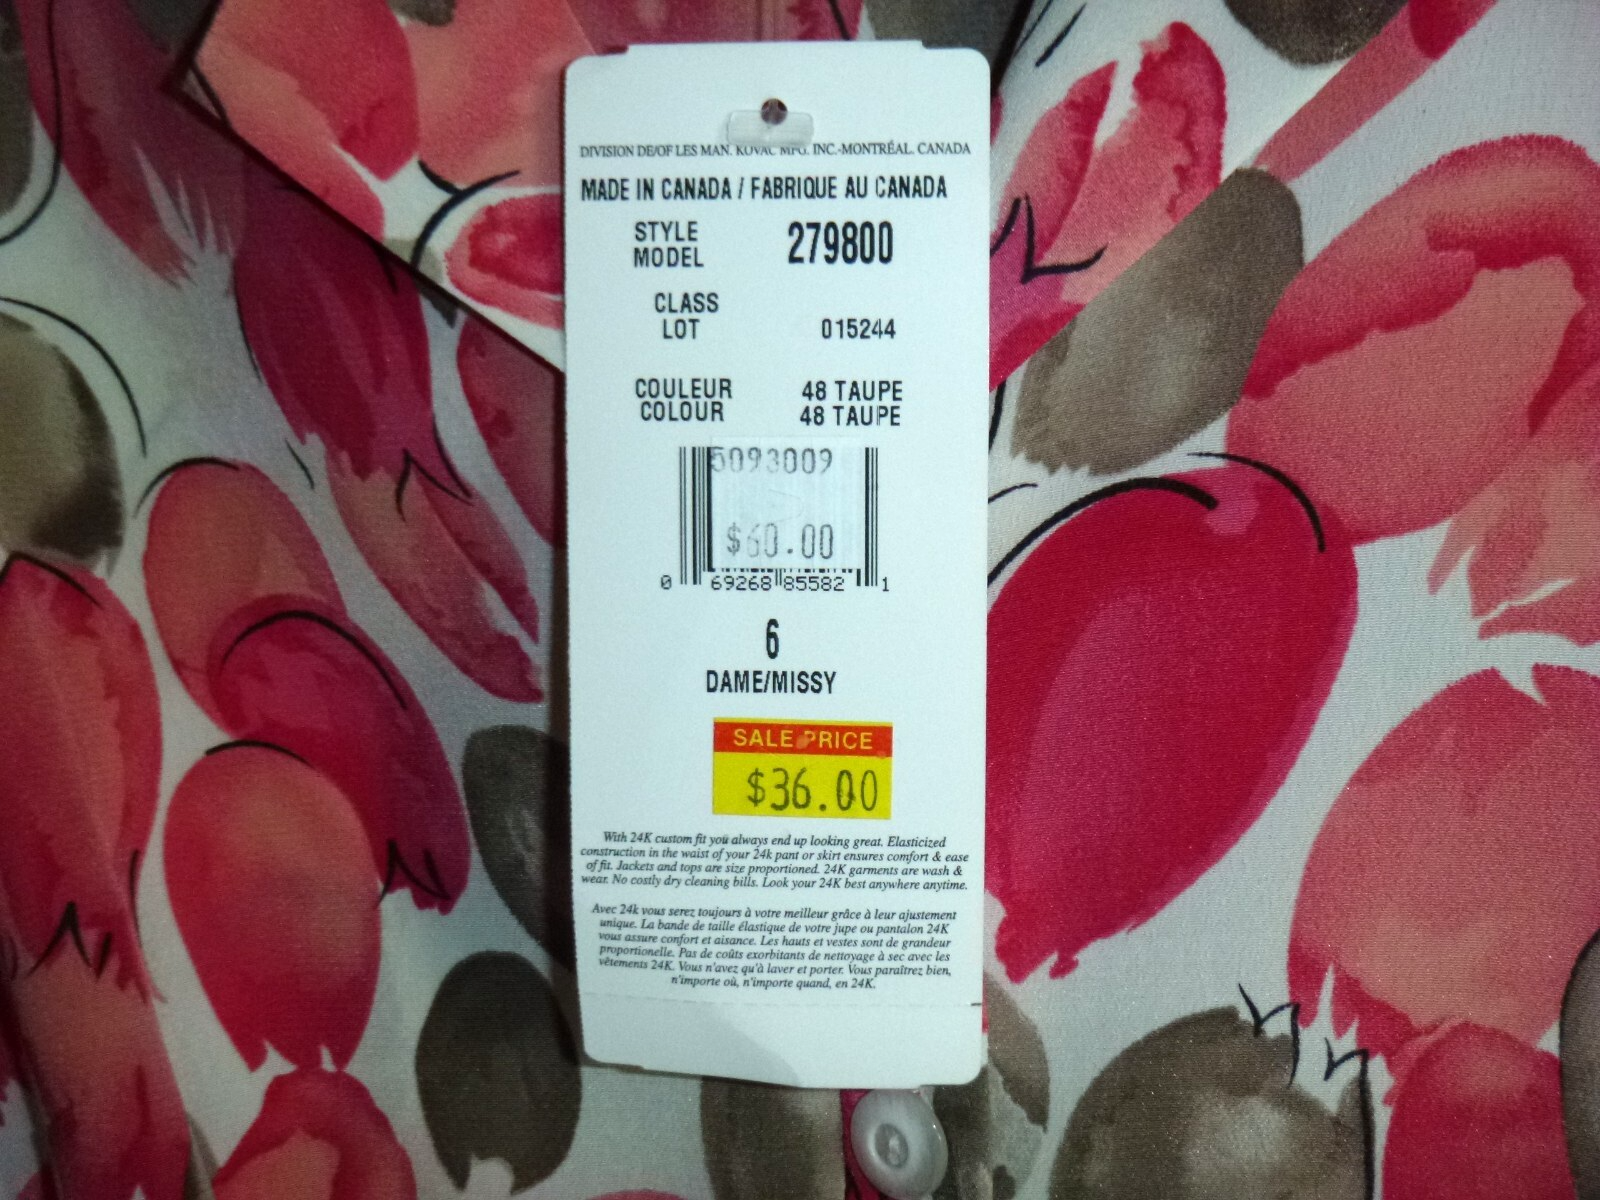 DIVISION DE/OF LES MAN. KOVAC MFG. INC.-MONTRÉAL. CANADA
MADE IN CANADA / FABRIQUE AU CANADA
STYLE
MODEL 279800
CLASS
LOT 015244
COULEUR 48 TAUPE
COLOUR 48 TAUPE
5093009
$60.00
0 69268 85582 1
6
DAME/MISSY
SALE PRICE
$36.00
With 24K custom fit you always end up looking great. Elasticized
construction in the waist of your 24k pant or skirt ensures comfort & ease
of fit. Jackets and tops are size proportioned. 24K garments are wash &
wear. No costly dry cleaning bills. Look your 24K best anywhere anytime.
Avec 24k vous serez toujours à votre meilleur grâce à leur ajustement
unique. La bande de taille élastique de votre jupe ou pantalon 24K
vous assure confort et aisance. Les hauts et vestes sont de grandeur
proportionelle. Pas de coûts exorbitants de nettoyage à sec avec les
vêtements 24K. Vous n'avez qu'à laver et porter. Vous paraîtrez bien,
n'importe où, n'importe quand, en 24K.